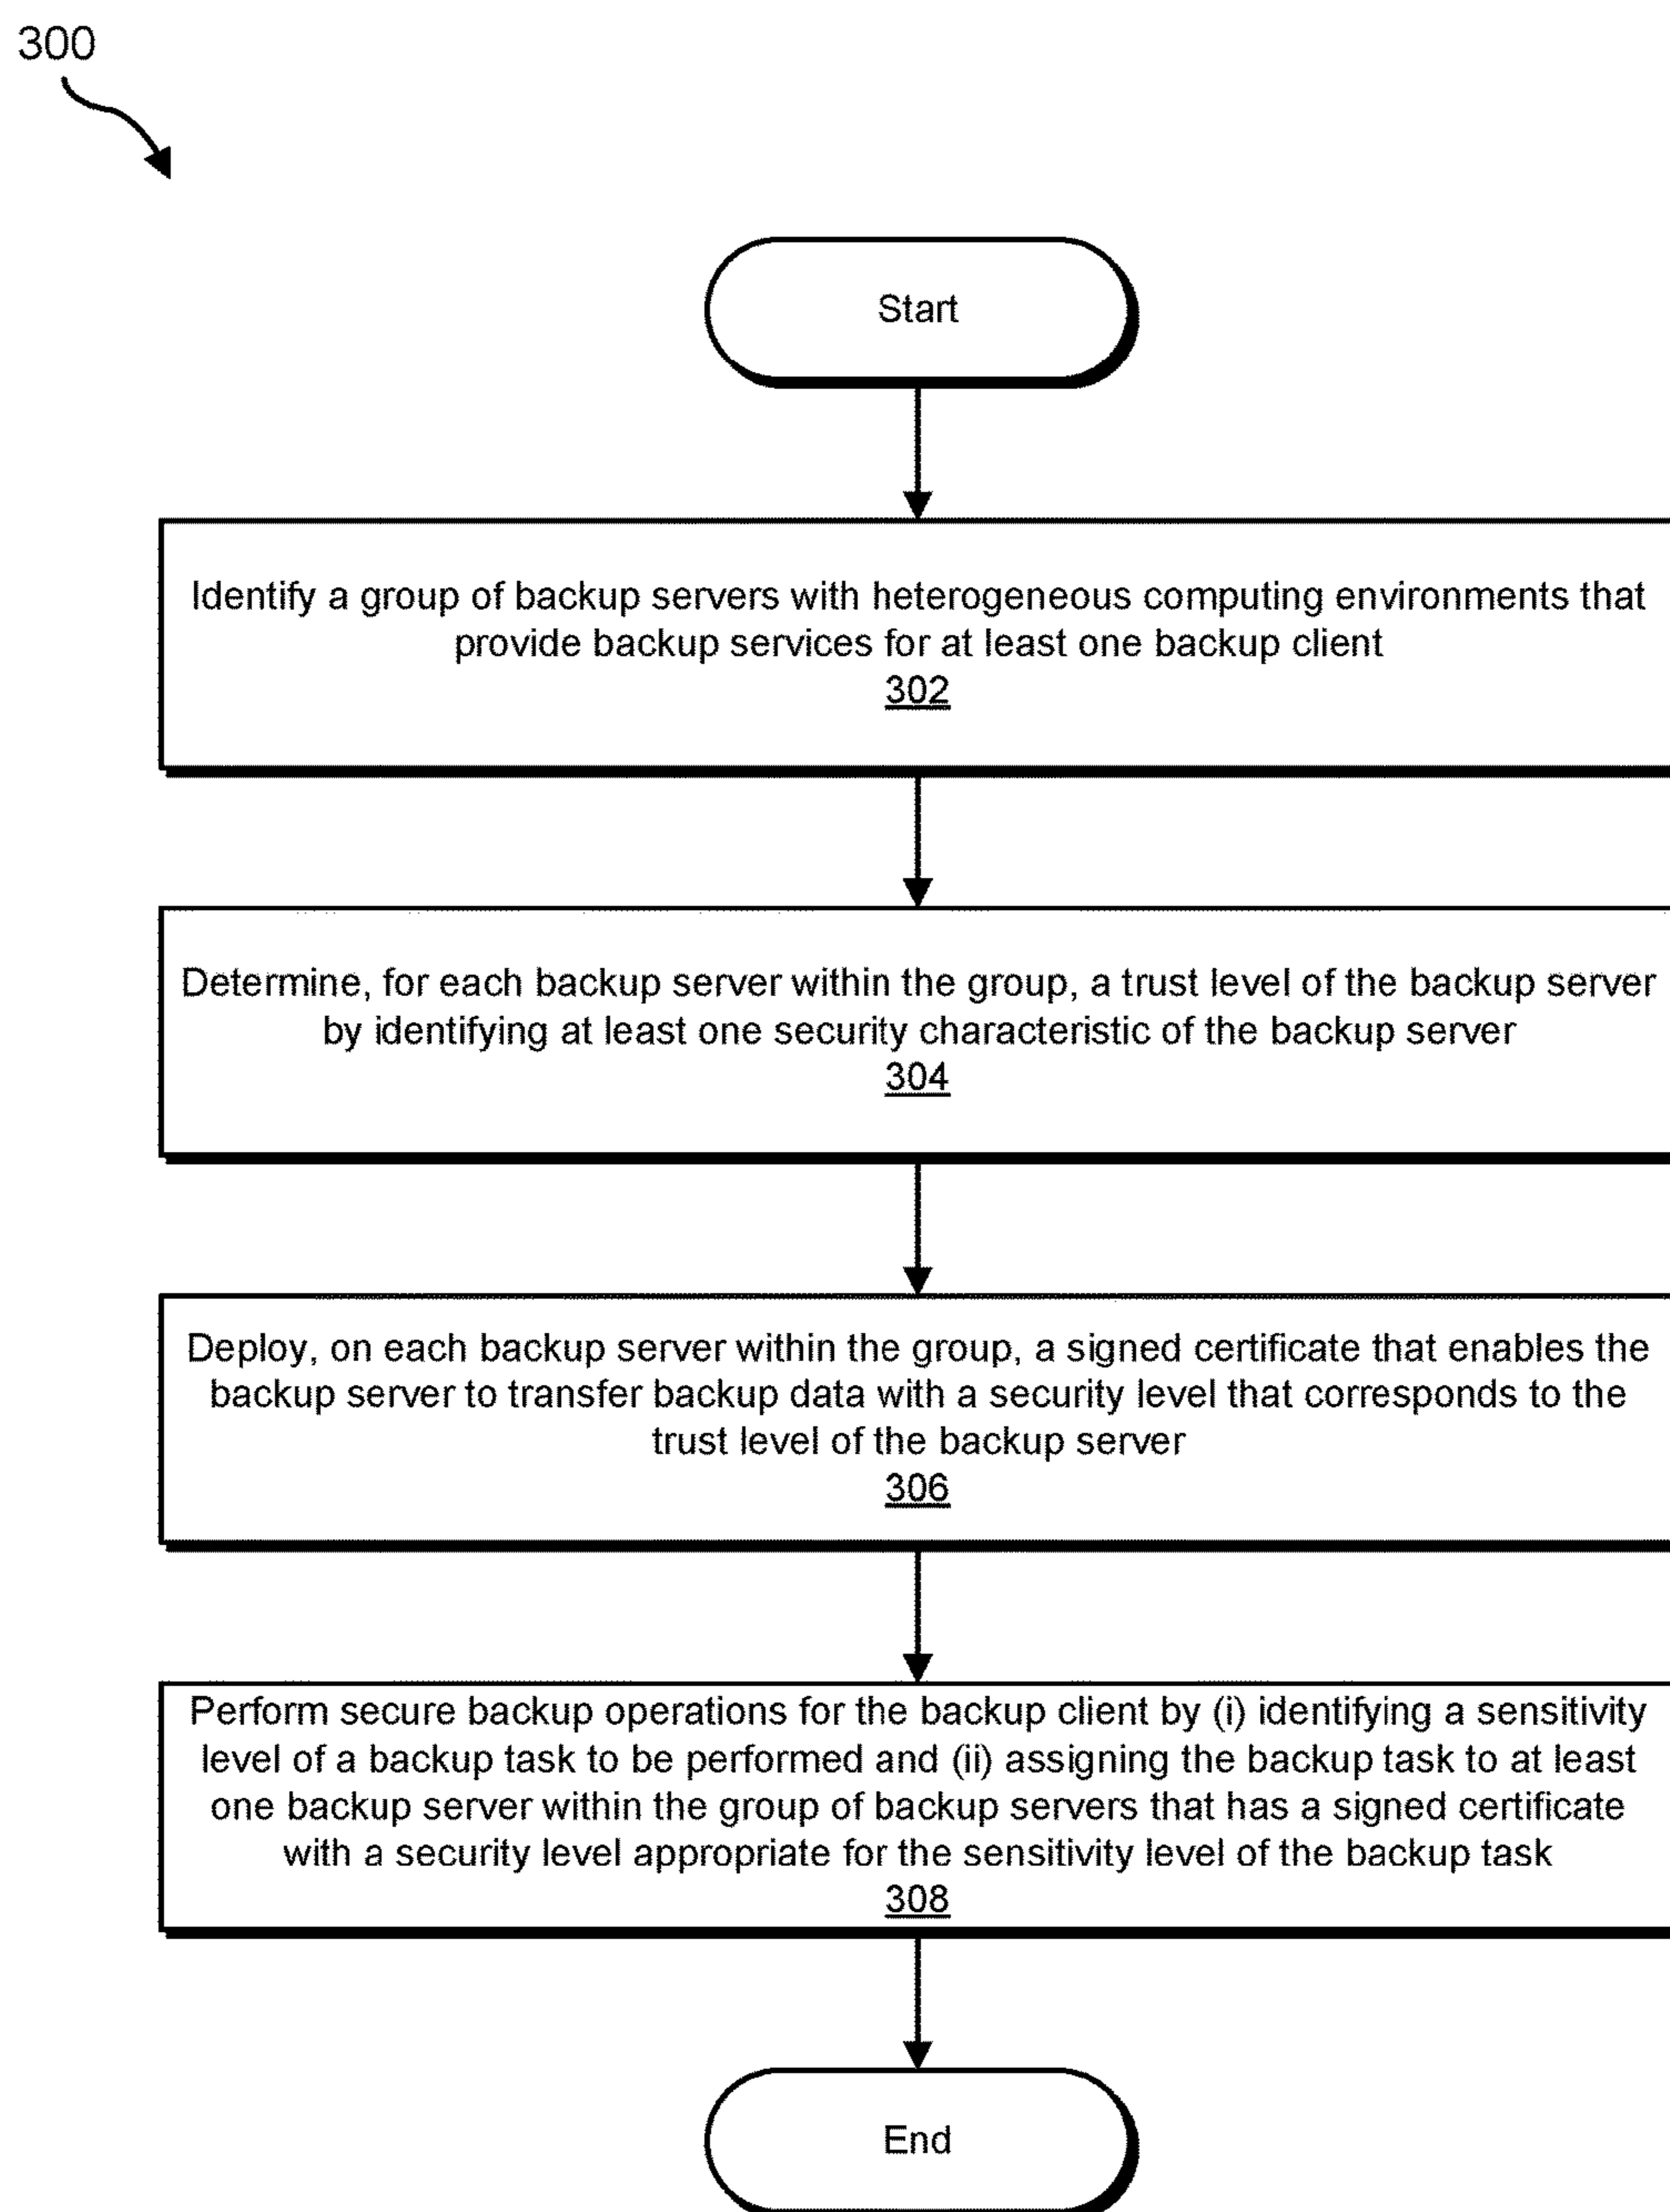 300
Start
Identify a group of backup servers with heterogeneous computing environments that
provide backup services for at least one backup client
302
Determine, for each backup server within the group, a trust level of the backup server
by identifying at least one security characteristic of the backup server
304
Deploy, on each backup server within the group, a signed certificate that enables the
backup server to transfer backup data with a security level that corresponds to the
trust level of the backup server
306
Perform secure backup operations for the backup client by (i) identifying a sensitivity
level of a backup task to be performed and (ii) assigning the backup task to at least
one backup server within the group of backup servers that has a signed certificate
with a security level appropriate for the sensitivity level of the backup task
308
End